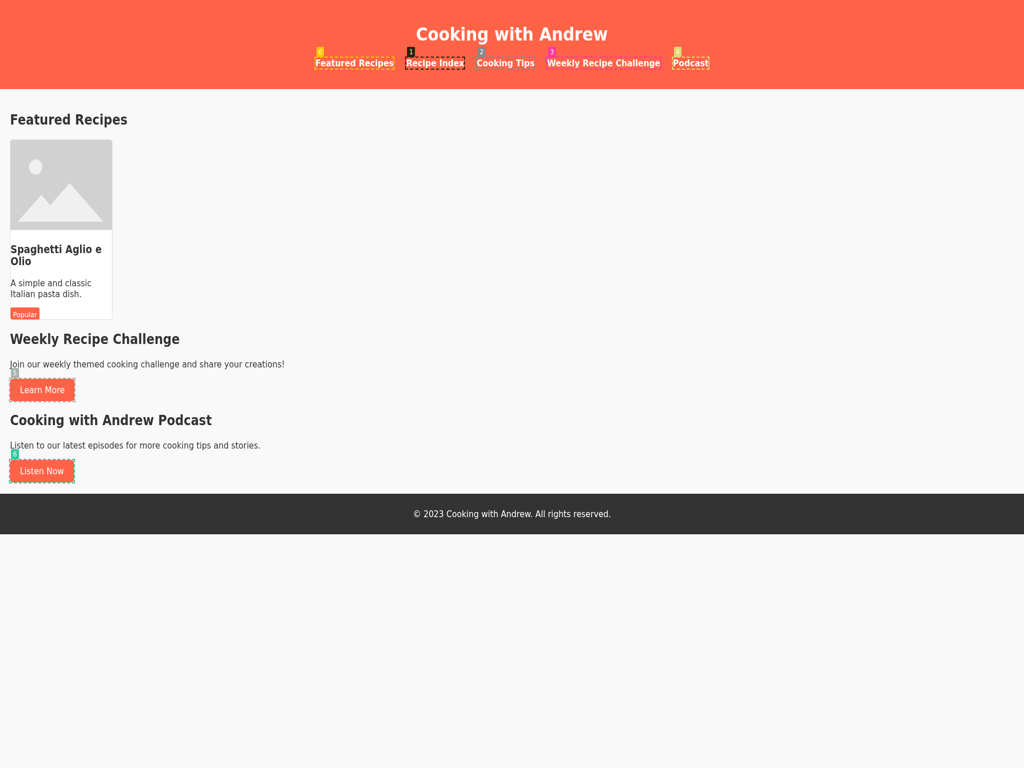 Cooking with Andrew
0 1 2 3 4
Featured Recipes Recipe Index Cooking Tips Weekly Recipe Challenge Podcast
Featured Recipes
Spaghetti Aglio e
Olio
A simple and classic
Italian pasta dish.
Popular
Weekly Recipe Challenge
Join our weekly themed cooking challenge and share your creations!
5
Learn More
Cooking with Andrew Podcast
Listen to our latest episodes for more cooking tips and stories.
6
Listen Now
© 2023 Cooking with Andrew. All rights reserved.